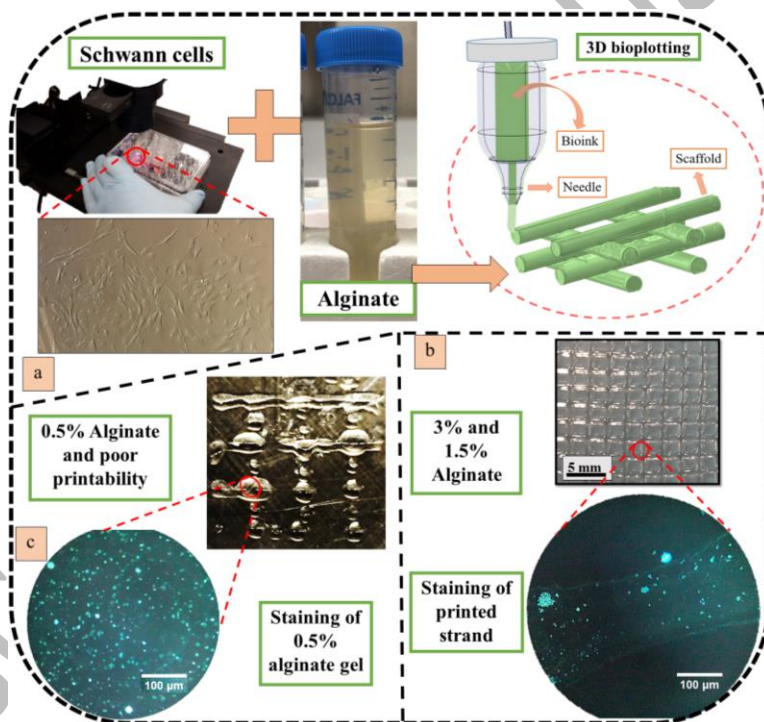 Schwann cells
3D bioplotting
FALC
Bioink
Needle
Scaffold
Alginate
a
b
0.5% Alginate
and poor
printability
3% and
1.5%
Alginate
5 mm
c
Staining of
0.5%
alginate gel
Staining of
printed
strand
100 µm
100 µm